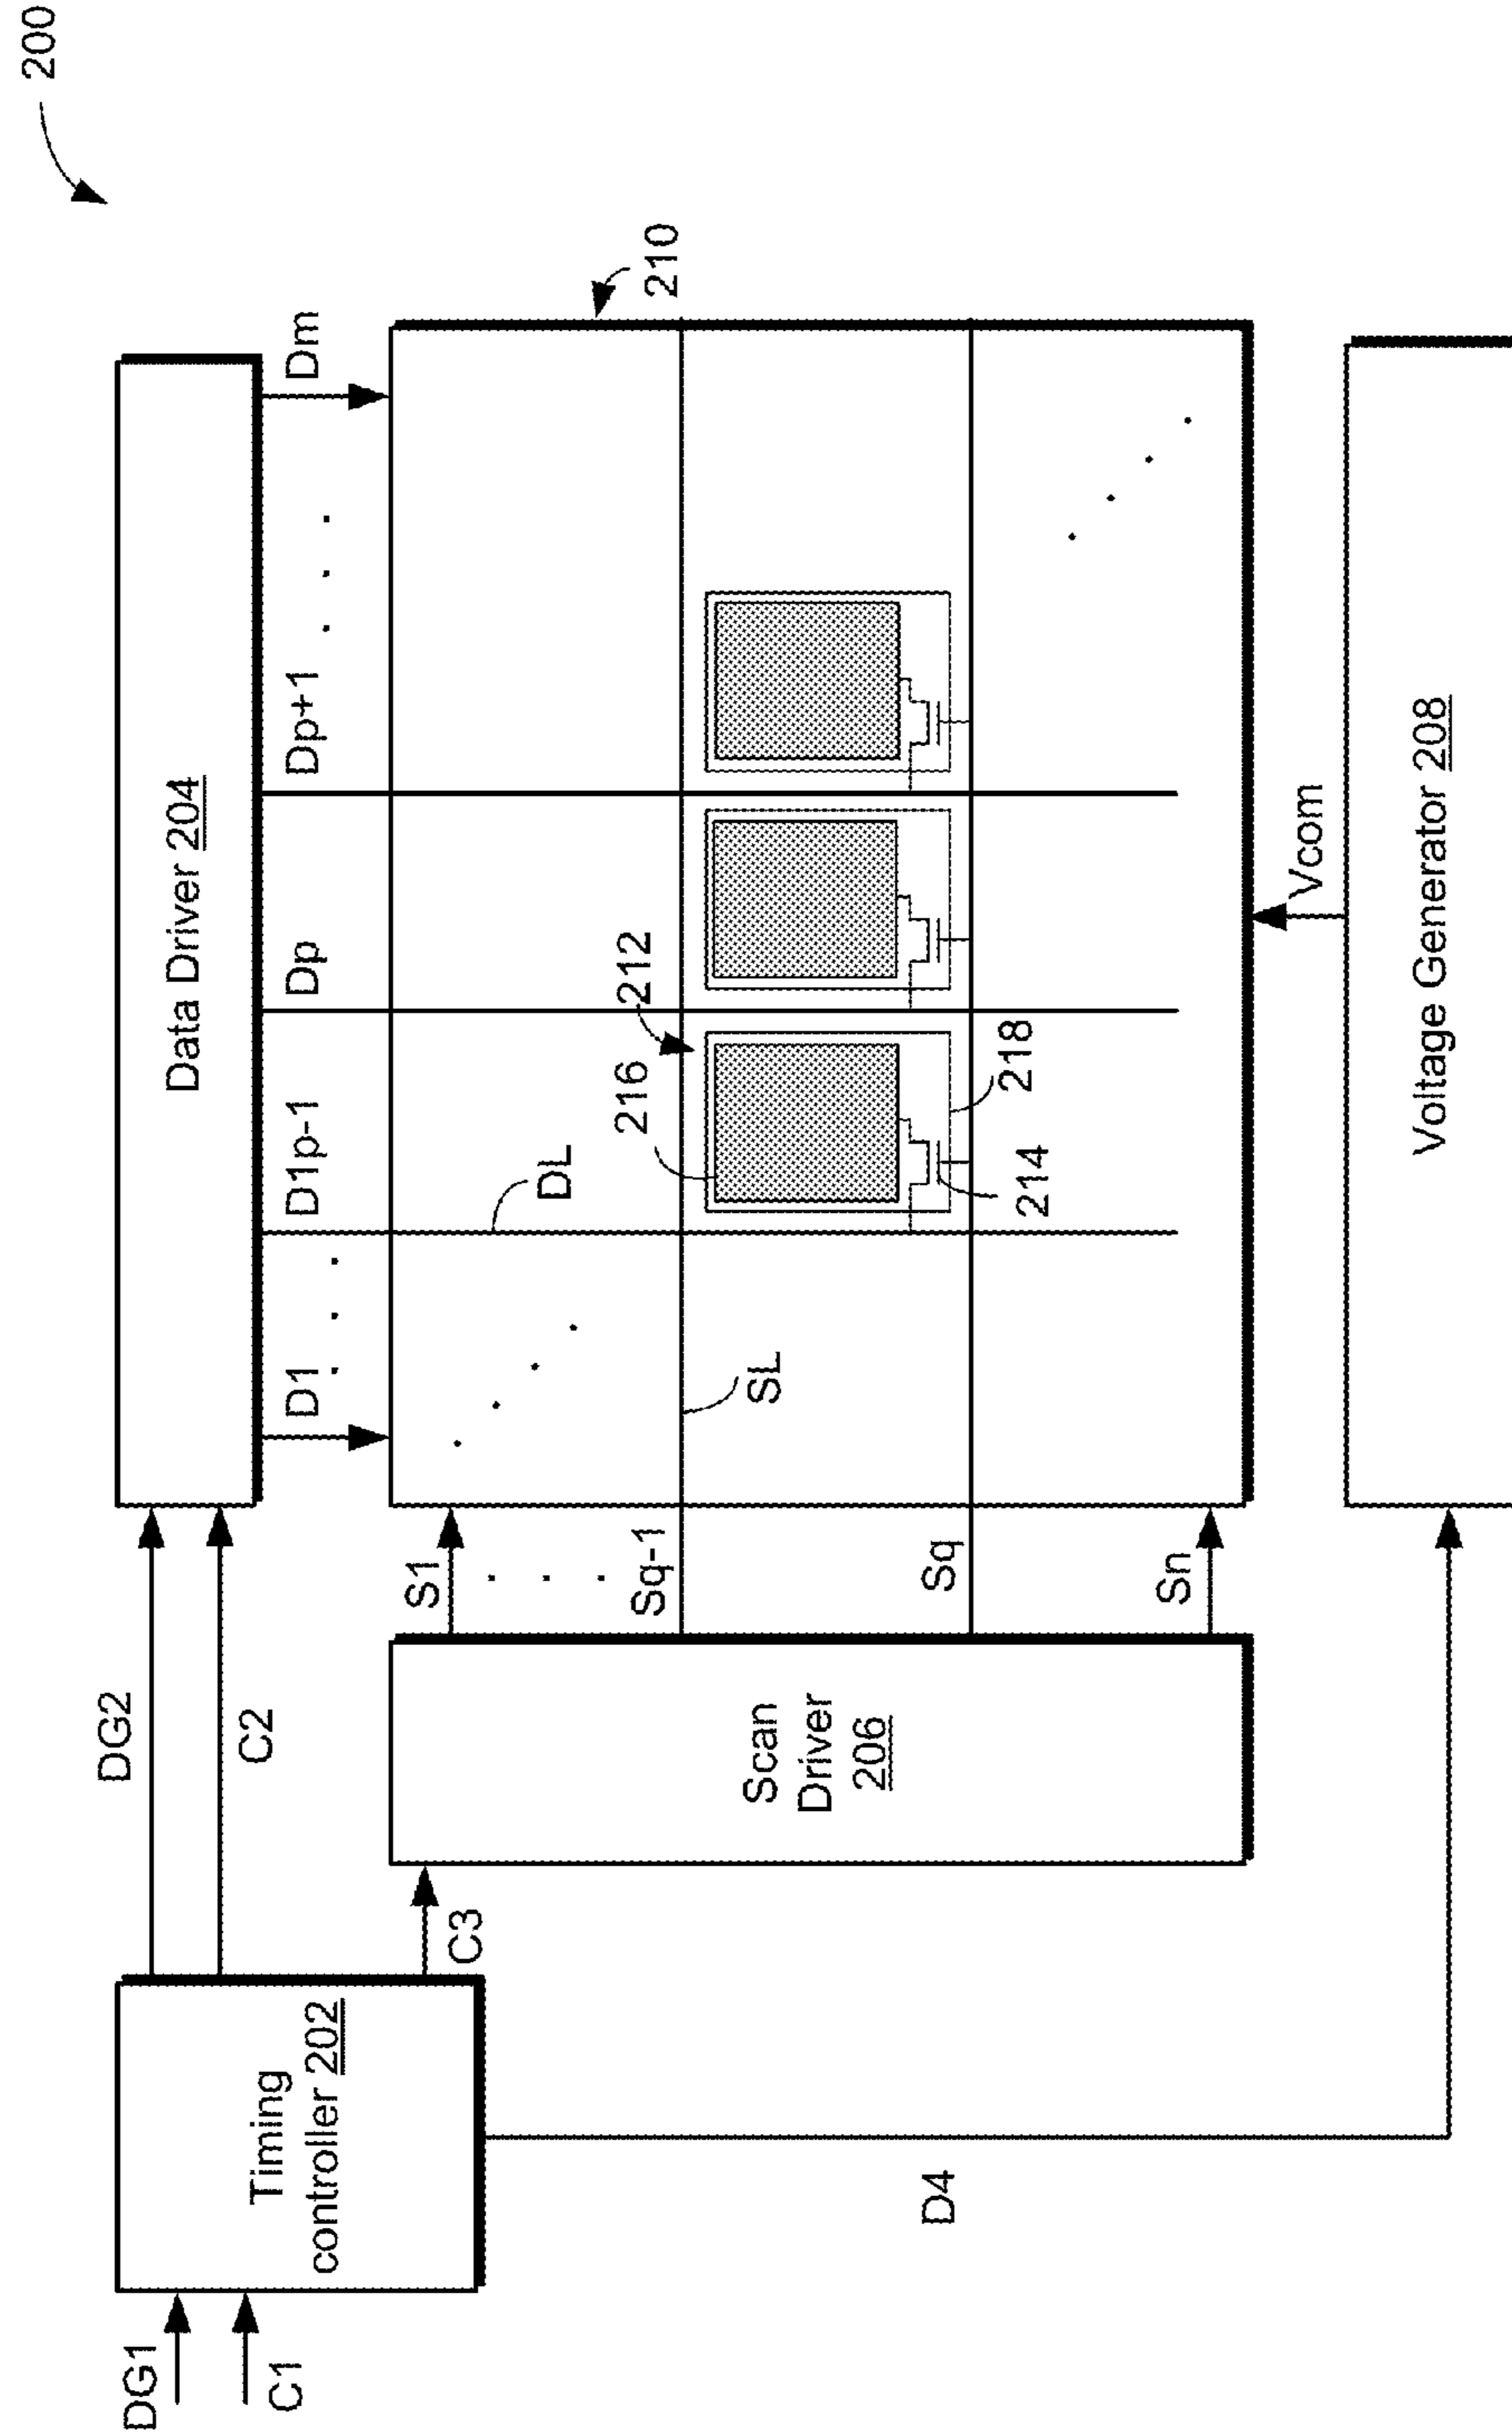 200
DG1
C1
Timing
controller 202
DG2
C2
C3
D4
Data Driver 204
D1
D1p-1
Dp
Dp+1
Dm
Scan
Driver
206
S1
Sq-1
Sq
Sn
DL
SL
216
212
214
218
210
Vcom
Voltage Generator 208